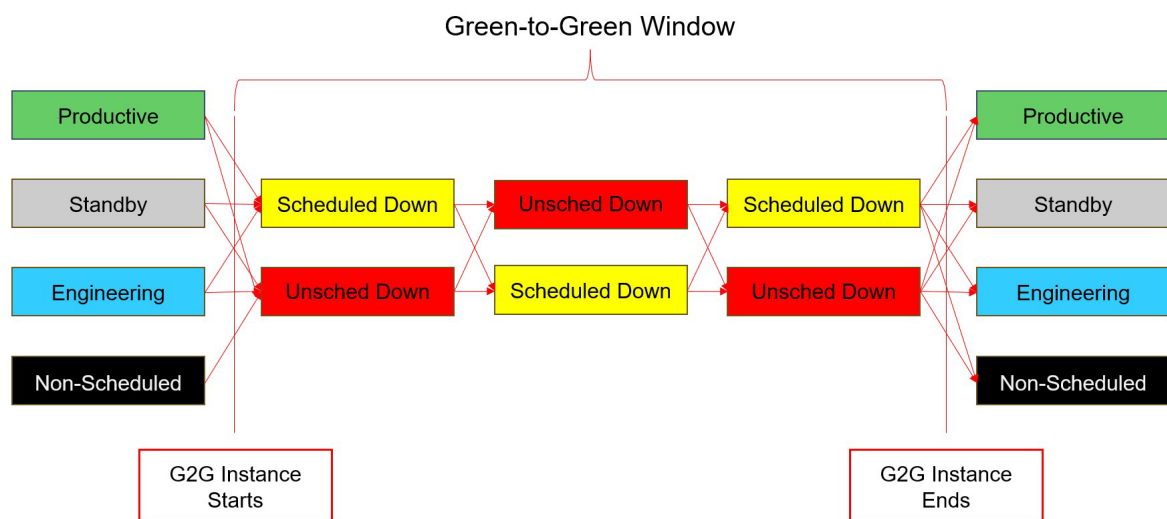 Green-to-Green Window
Productive
Productive
Standby
Scheduled Down
Unsched Down
Scheduled Down
Standby
Engineering
Unsched Down
Scheduled Down
Unsched Down
Engineering
Non-Scheduled
Non-Scheduled
G2G Instance
Starts
G2G Instance
Ends